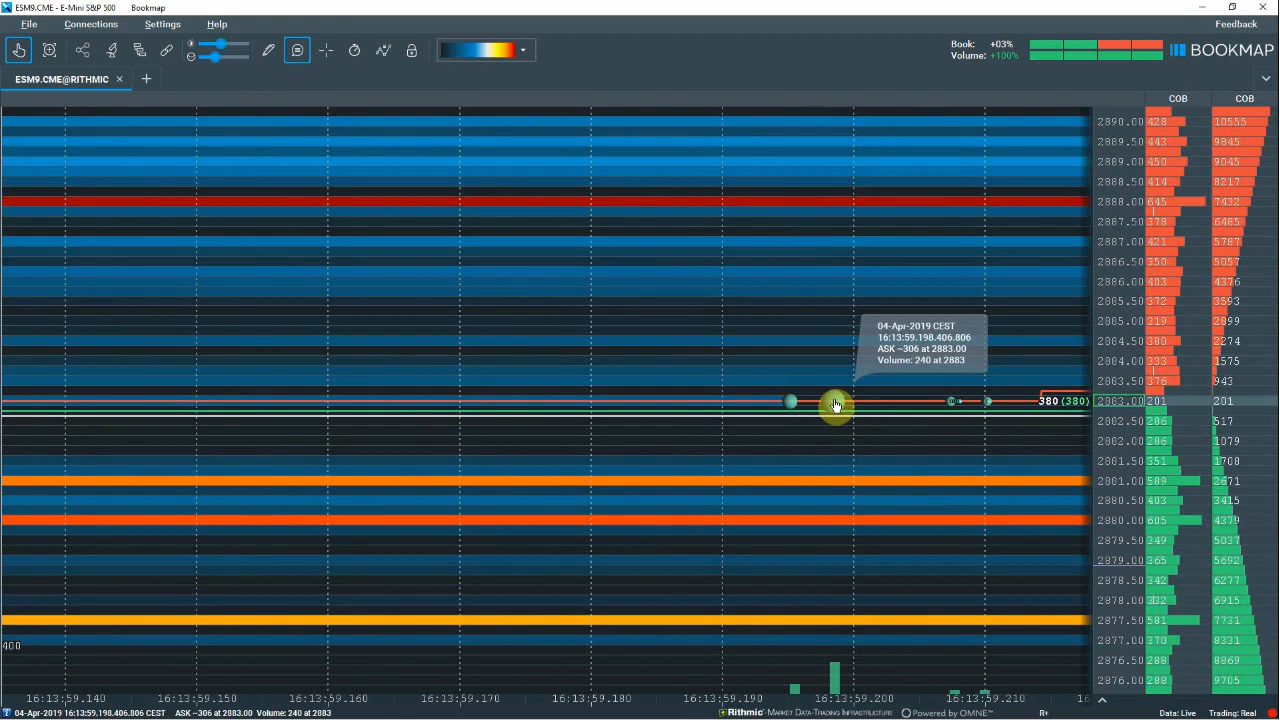 ESM9.CME - E-Mini S&P 500 Bookmap
File Connections Settings Help Feedback
Book: +03%
Volume: +100%
BOOKMAP
ESM9.CME@RITHMIC
COB COB
2890.00 428 10555
2889.50 443 9845
2889.00 450 9045
2888.50 414 8217
2888.00 645 7432
2887.50 378 6485
2887.00 421 5787
2886.50 350 5057
2886.00 403 4376
2885.50 372 3593
2885.00 319 2899
2884.50 380 2274
2884.00 333 1575
2883.50 376 943
04-Apr-2019 CEST
16:13:59.198.406.806
ASK ~306 at 2883.00
Volume: 240 at 2883
380 (380) 2883.00 201 201
2882.50 286 517
2882.00 286 1079
2881.50 351 1708
2881.00 589 2671
2880.50 403 3415
2880.00 605 4379
2879.50 349 5037
2879.00 365 5692
2878.50 342 6277
2878.00 332 6915
2877.50 581 7731
2877.00 370 8331
400
2876.50 288 8869
2876.00 288 9705
16:13:59.140 16:13:59.150 16:13:59.160 16:13:59.170 16:13:59.180 16:13:59.190 16:13:59.200 16:13:59.210 16
04-Apr-2019 16:13:59.198.406.806 CEST ASK ~306 at 2883.00 Volume: 240 at 2883
Rithmic™ MARKET DATA-TRADING INFRASTRUCTURE Powered by OMNE™ R+ Data: Live Trading: Real